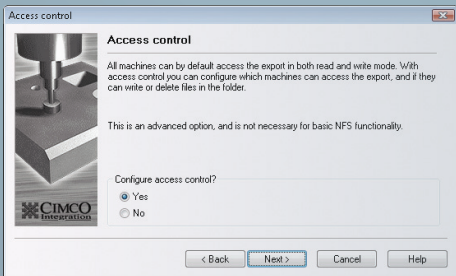 Access control
Access control
All machines can by default access the export in both read and write mode. With
access control you can configure which machines can access the export, and if they
can write or delete files in the folder.
This is an advanced option, and is not necessary for basic NFS functionality.
Configure access control?
Yes
No
CIMCO
Integration
< Back
Next >
Cancel
Help